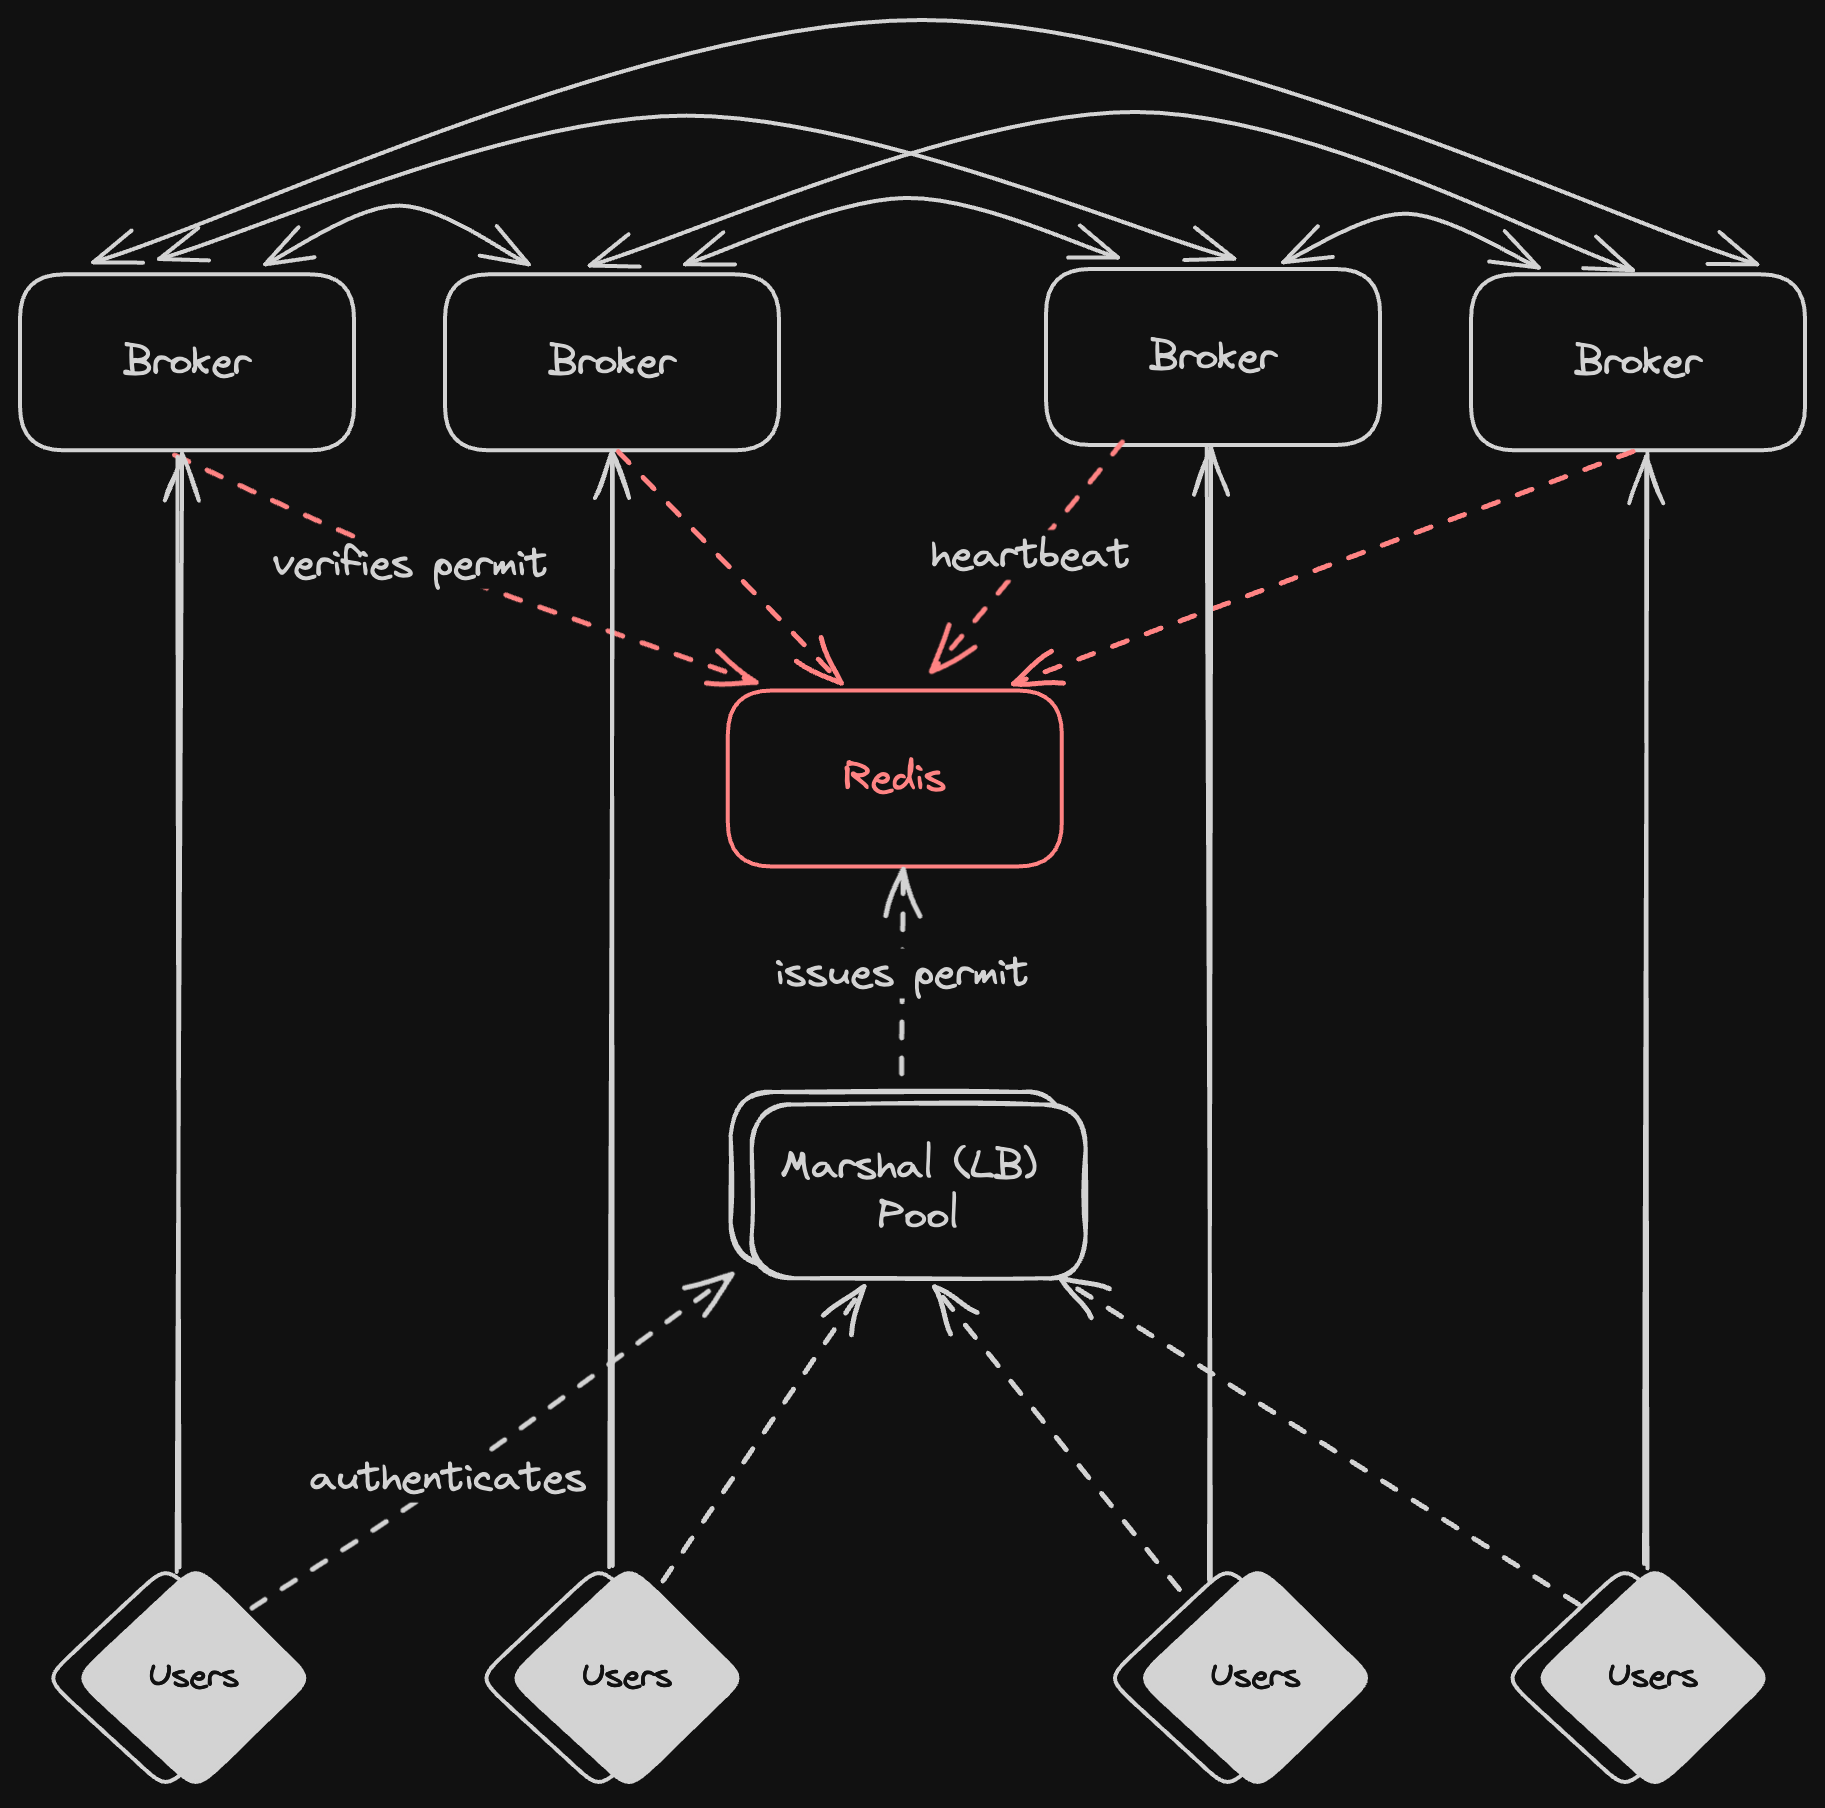 Broker
Broker
Broker
Broker
verifies permit
heartbeat
Redis
issues permit
Marshal (LB)
Pool
authenticates
Users
Users
Users
Users